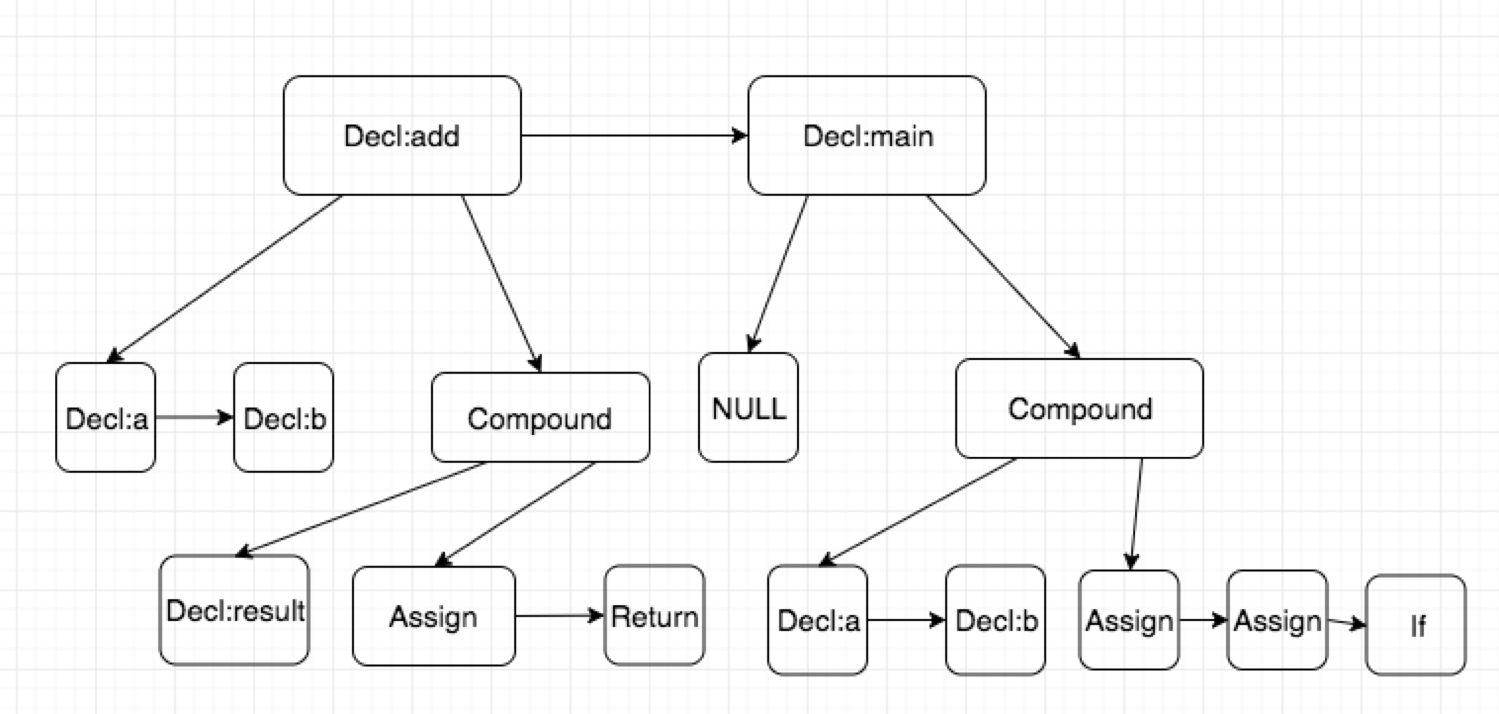 Decl:add
Decl:main
Decl:a
Decl:b
Compound
NULL
Compound
Decl:result
Assign
Return
Decl:a
Decl:b
Assign
Assign
If